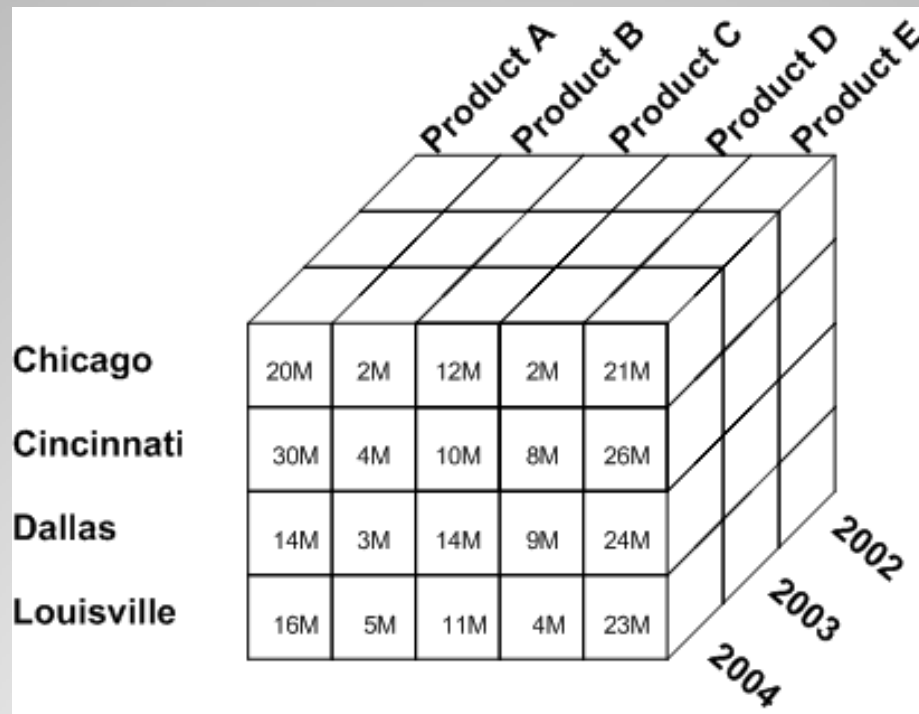 Product A
Product B
Product C
Product D
Product E
Chicago 20M 2M 12M 2M 21M
Cincinnati 30M 4M 10M 8M 26M
Dallas 14M 3M 14M 9M 24M
Louisville 16M 5M 11M 4M 23M
2002
2003
2004